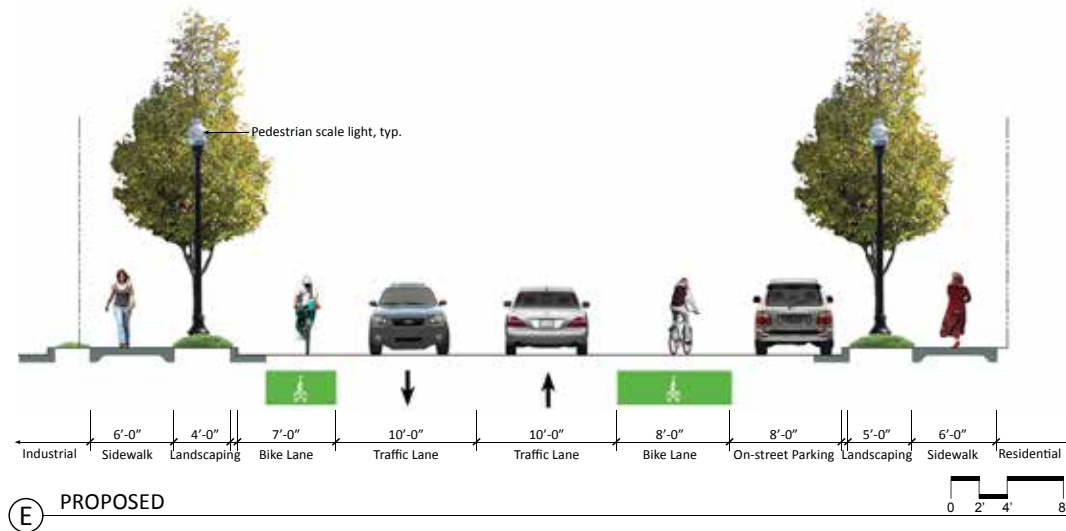 Pedestrian scale light, typ.
6'-0" 4'-0" 7'-0" 10'-0" 10'-0" 8'-0" 8'-0" 5'-0" 6'-0"
Industrial Sidewalk Landscaping Bike Lane Traffic Lane Traffic Lane Bike Lane On-street Parking Landscaping Sidewalk Residential
E PROPOSED
0 2' 4' 8